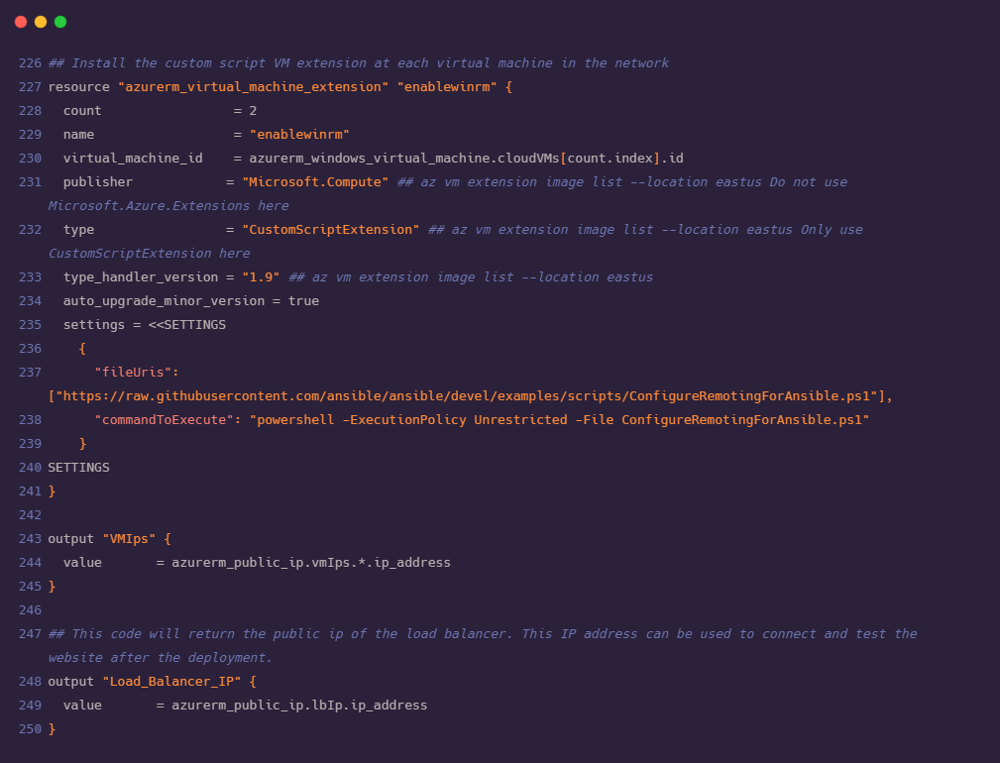 226 ## Install the custom script VM extension at each virtual machine in the network
227 resource "azurerm_virtual_machine_extension" "enablewinrm" {
228   count                 = 2
229   name                  = "enablewinrm"
230   virtual_machine_id    = azurerm_windows_virtual_machine.cloudVMs[count.index].id
231   publisher            = "Microsoft.Compute" ## az vm extension image list --location eastus Do not use
Microsoft.Azure.Extensions here
232   type                 = "CustomScriptExtension" ## az vm extension image list --location eastus Only use
CustomScriptExtension here
233   type_handler_version = "1.9" ## az vm extension image list --location eastus
234   auto_upgrade_minor_version = true
235   settings = <<SETTINGS
236     {
237       "fileUris":
["https://raw.githubusercontent.com/ansible/ansible/devel/examples/scripts/ConfigureRemotingForAnsible.ps1"],
238       "commandToExecute": "powershell -ExecutionPolicy Unrestricted -File ConfigureRemotingForAnsible.ps1"
239     }
240 SETTINGS
241 }
242
243 output "VMIps" {
244   value       = azurerm_public_ip.vmIps.*.ip_address
245 }
246
247 ## This code will return the public ip of the load balancer. This IP address can be used to connect and test the
website after the deployment.
248 output "Load_Balancer_IP" {
249   value       = azurerm_public_ip.lbIp.ip_address
250 }